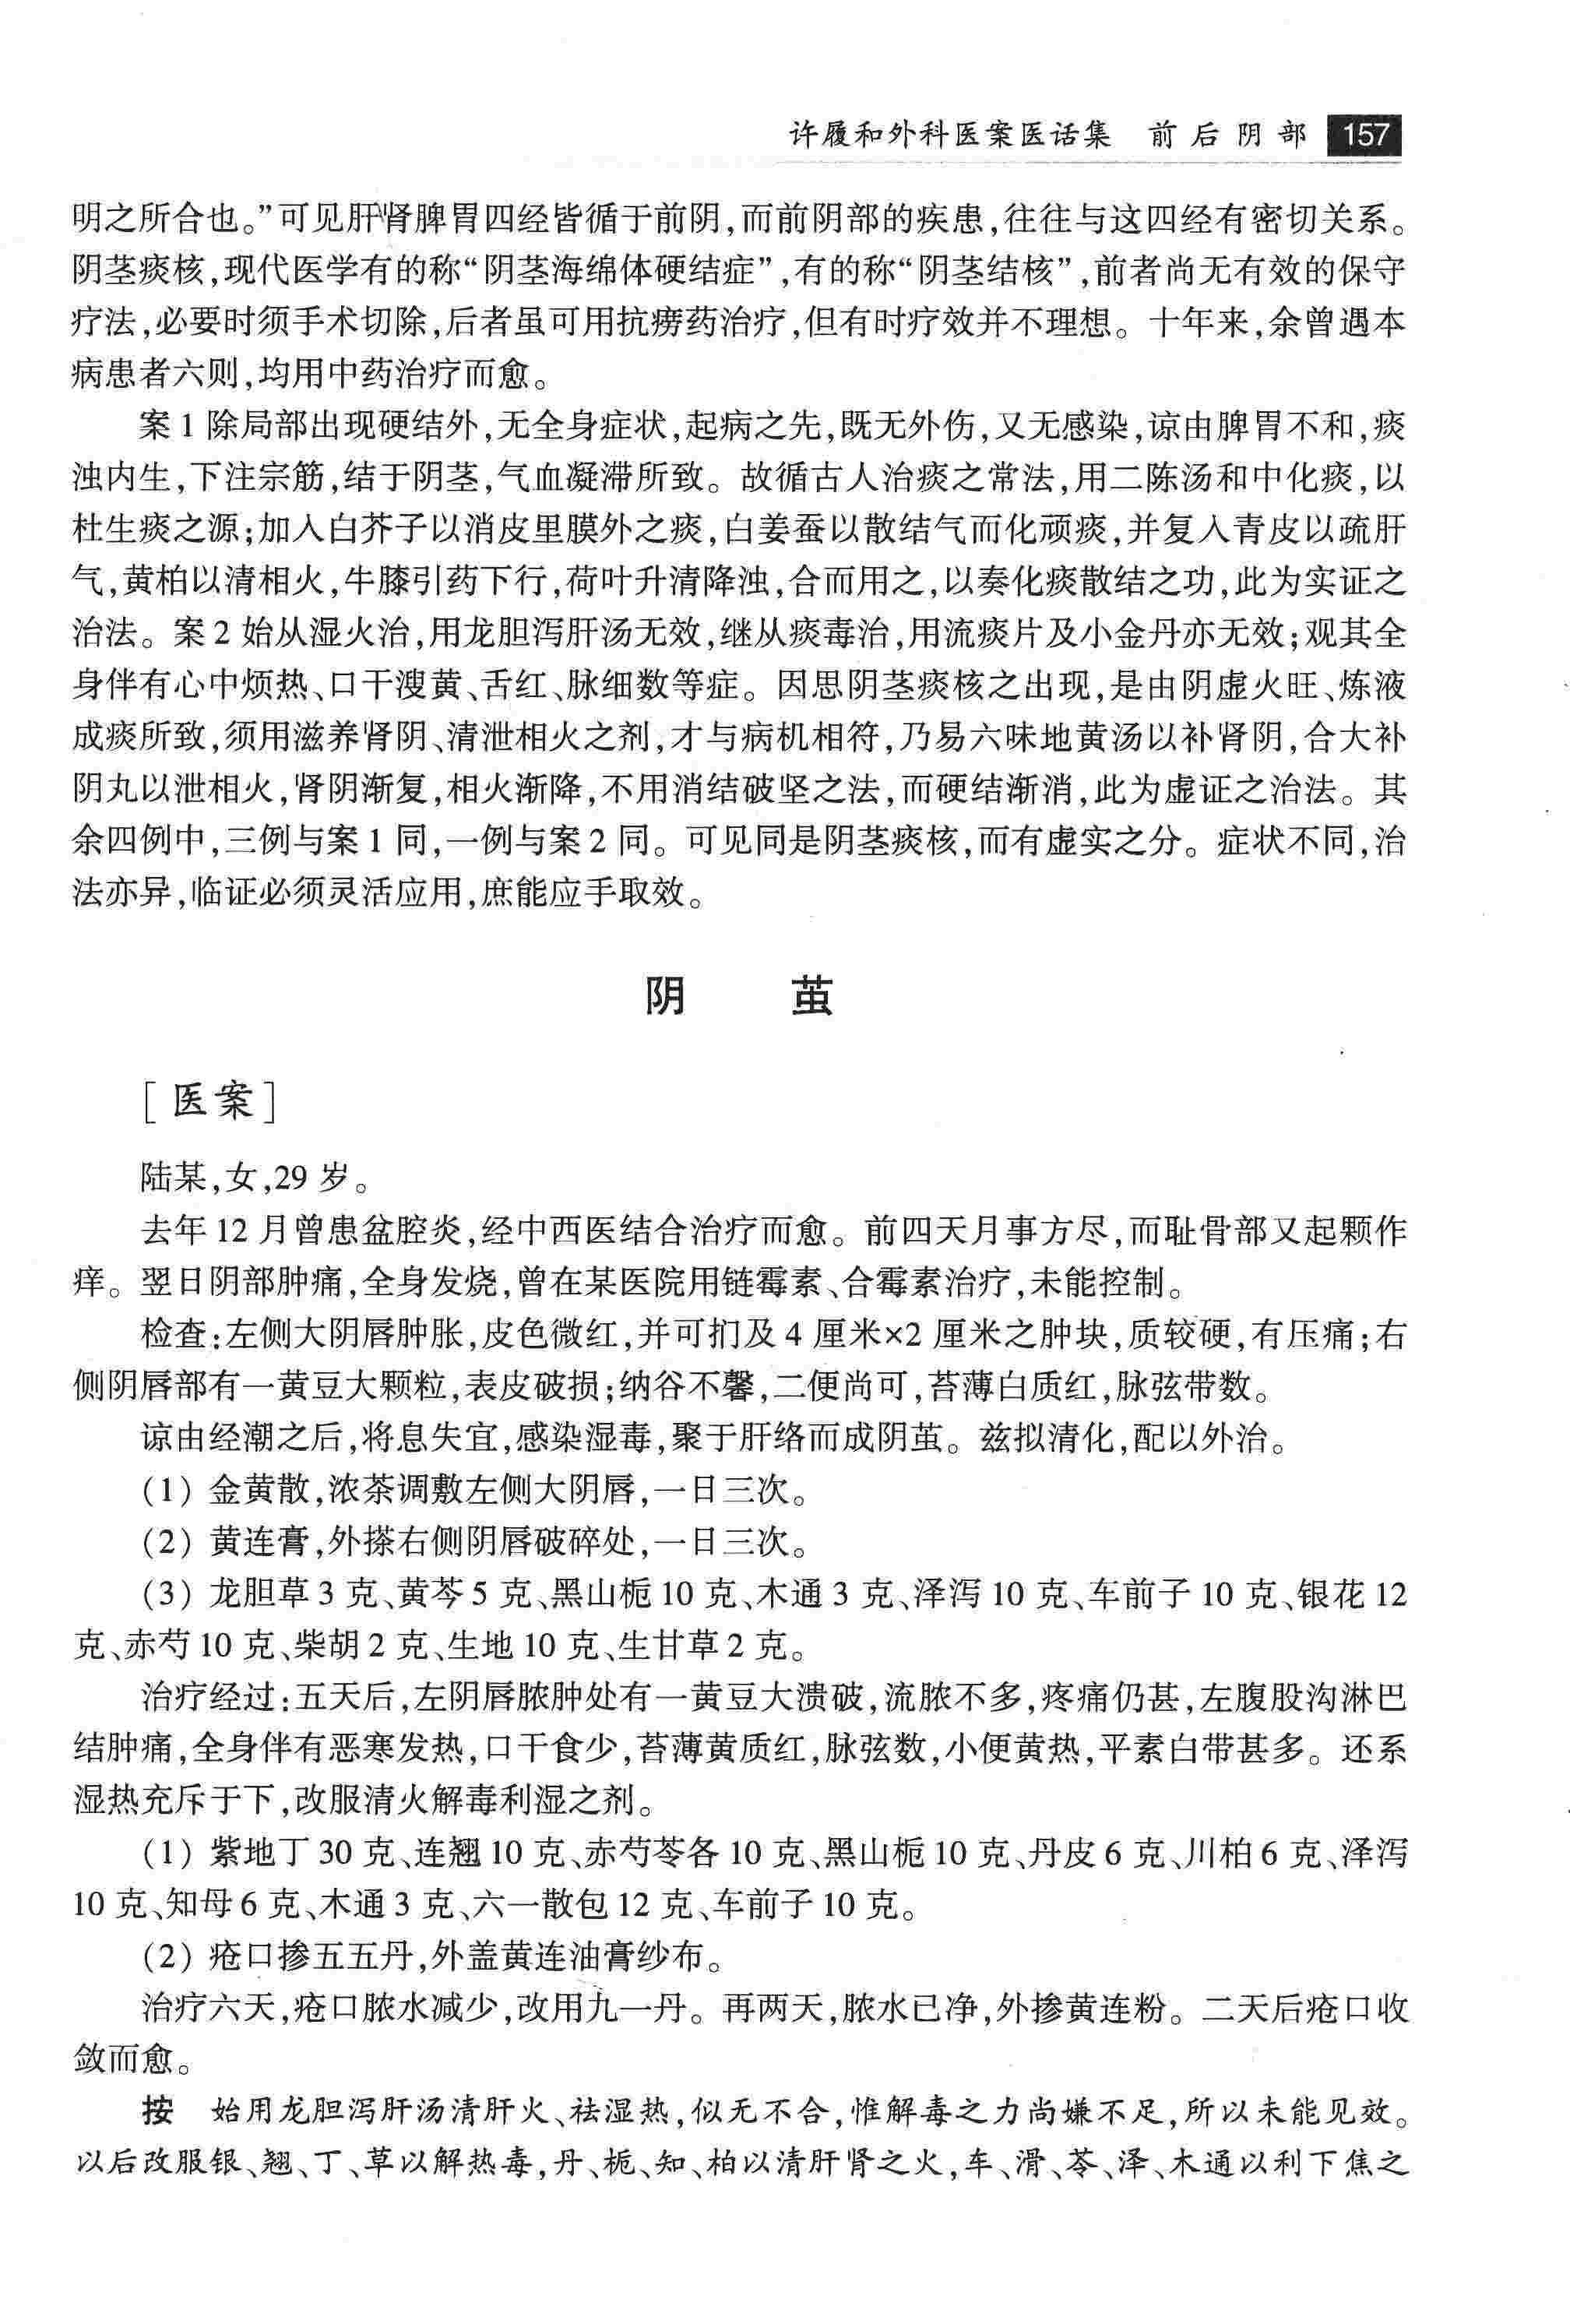 许履和外科医案医话集 前后阴部 157
明之所合也。”可见肝肾脾胃四经皆循于前阴,而前阴部的疾患,往往与这四经有密切关系。
阴茎痰核,现代医学有的称“阴茎海绵体硬结症”,有的称“阴茎结核”,前者尚无有效的保守
疗法,必要时须手术切除,后者虽可用抗痨药治疗,但有时疗效并不理想。十年来,余曾遇本
病患者六则,均用中药治疗而愈。
案1除局部出现硬结外,无全身症状,起病之先,既无外伤,又无感染,谅由脾胃不和,痰
浊内生,下注宗筋,结于阴茎,气血凝滞所致。故循古人治痰之常法,用二陈汤和中化痰,以
杜生痰之源;加入白芥子以消皮里膜外之痰,白姜蚕以散结气而化顽痰,并复入青皮以疏肝
气,黄柏以清相火,牛膝引药下行,荷叶升清降浊,合而用之,以奏化痰散结之功,此为实证之
治法。案2始从湿火治,用龙胆泻肝汤无效,继从痰毒治,用流痰片及小金丹亦无效;观其全
身伴有心中烦热、口干溲黄、舌红、脉细数等症。因思阴茎痰核之出现,是由阴虚火旺、炼液
成痰所致,须用滋养肾阴、清泄相火之剂,才与病机相符,乃易六味地黄汤以补肾阴,合大补
阴丸以泄相火,肾阴渐复,相火渐降,不用消结破坚之法,而硬结渐消,此为虚证之治法。其
余四例中,三例与案1同,一例与案2同。可见同是阴茎痰核,而有虚实之分。症状不同,治
法亦异,临证必须灵活应用,庶能应手取效。
阴 茧
[医案]
陆某,女,29岁。
去年12月曾患盆腔炎,经中西医结合治疗而愈。前四天月事方尽,而耻骨部又起颗作
痒。翌日阴部肿痛,全身发烧,曾在某医院用链霉素、合霉素治疗,未能控制。
检查:左侧大阴唇肿胀,皮色微红,并可扪及4厘米×2厘米之肿块,质较硬,有压痛;右
侧阴唇部有一黄豆大颗粒,表皮破损;纳谷不馨,二便尚可,苔薄白质红,脉弦带数。
谅由经潮之后,将息失宜,感染湿毒,聚于肝络而成阴茧。兹拟清化,配以外治。
(1) 金黄散,浓茶调敷左侧大阴唇,一日三次。
(2) 黄连膏,外搽右侧阴唇破碎处,一日三次。
(3) 龙胆草3克、黄芩5克、黑山栀10克、木通3克、泽泻10克、车前子10克、银花12
克、赤芍10克、柴胡2克、生地10克、生甘草2克。
治疗经过:五天后,左阴唇脓肿处有一黄豆大溃破,流脓不多,疼痛仍甚,左腹股沟淋巴
结肿痛,全身伴有恶寒发热,口干食少,苔薄黄质红,脉弦数,小便黄热,平素白带甚多。还系
湿热充斥于下,改服清火解毒利湿之剂。
(1) 紫地丁30克、连翘10克、赤芍苓各10克、黑山栀10克、丹皮6克、川柏6克、泽泻
10克、知母6克、木通3克、六一散包12克、车前子10克。
(2) 疮口掺五五丹,外盖黄连油膏纱布。
治疗六天,疮口脓水减少,改用九一丹。再两天,脓水已净,外掺黄连粉。二天后疮口收
敛而愈。
按 始用龙胆泻肝汤清肝火、祛湿热,似无不合,惟解毒之力尚嫌不足,所以未能见效。
以后改服银、翘、丁、草以解热毒,丹、栀、知、柏以清肝肾之火,车、滑、苓、泽、木通以利下焦之